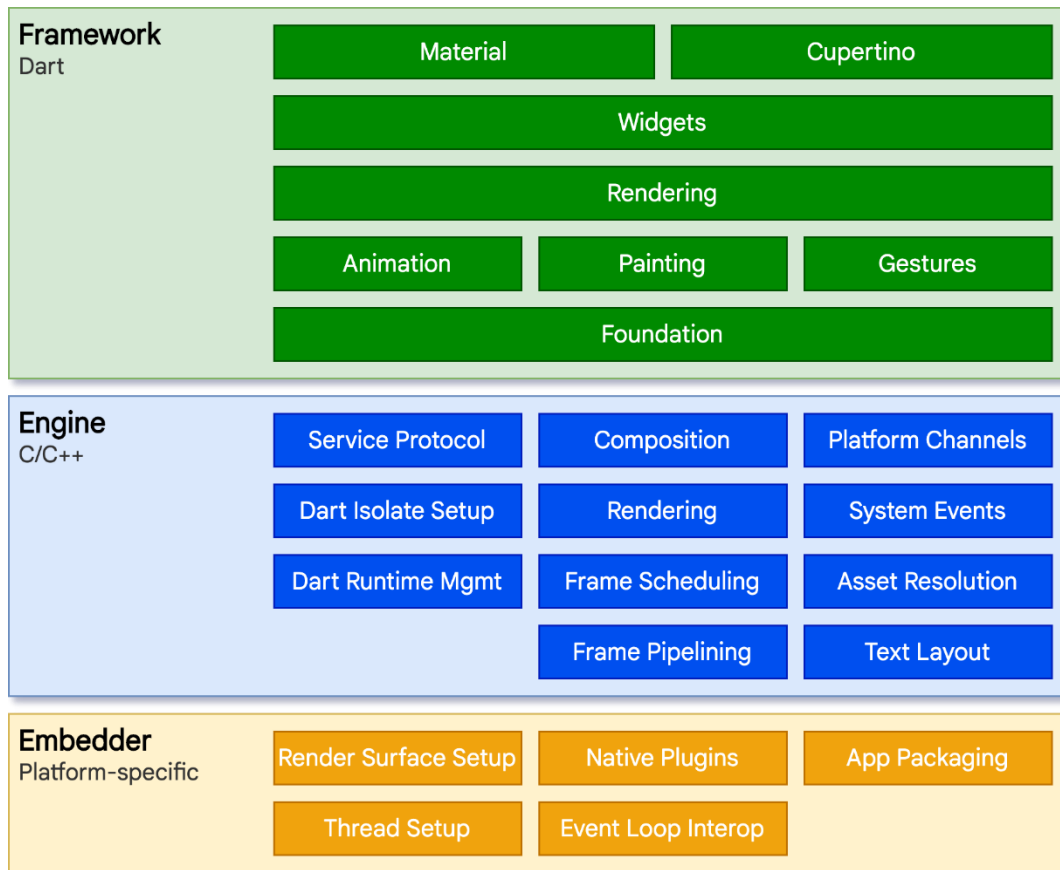 Framework
Dart
Material
Cupertino
Widgets
Rendering
Animation
Painting
Gestures
Foundation
Engine
C/C++
Service Protocol
Composition
Platform Channels
Dart Isolate Setup
Rendering
System Events
Dart Runtime Mgmt
Frame Scheduling
Asset Resolution
Frame Pipelining
Text Layout
Embedder
Platform-specific
Render Surface Setup
Native Plugins
App Packaging
Thread Setup
Event Loop Interop